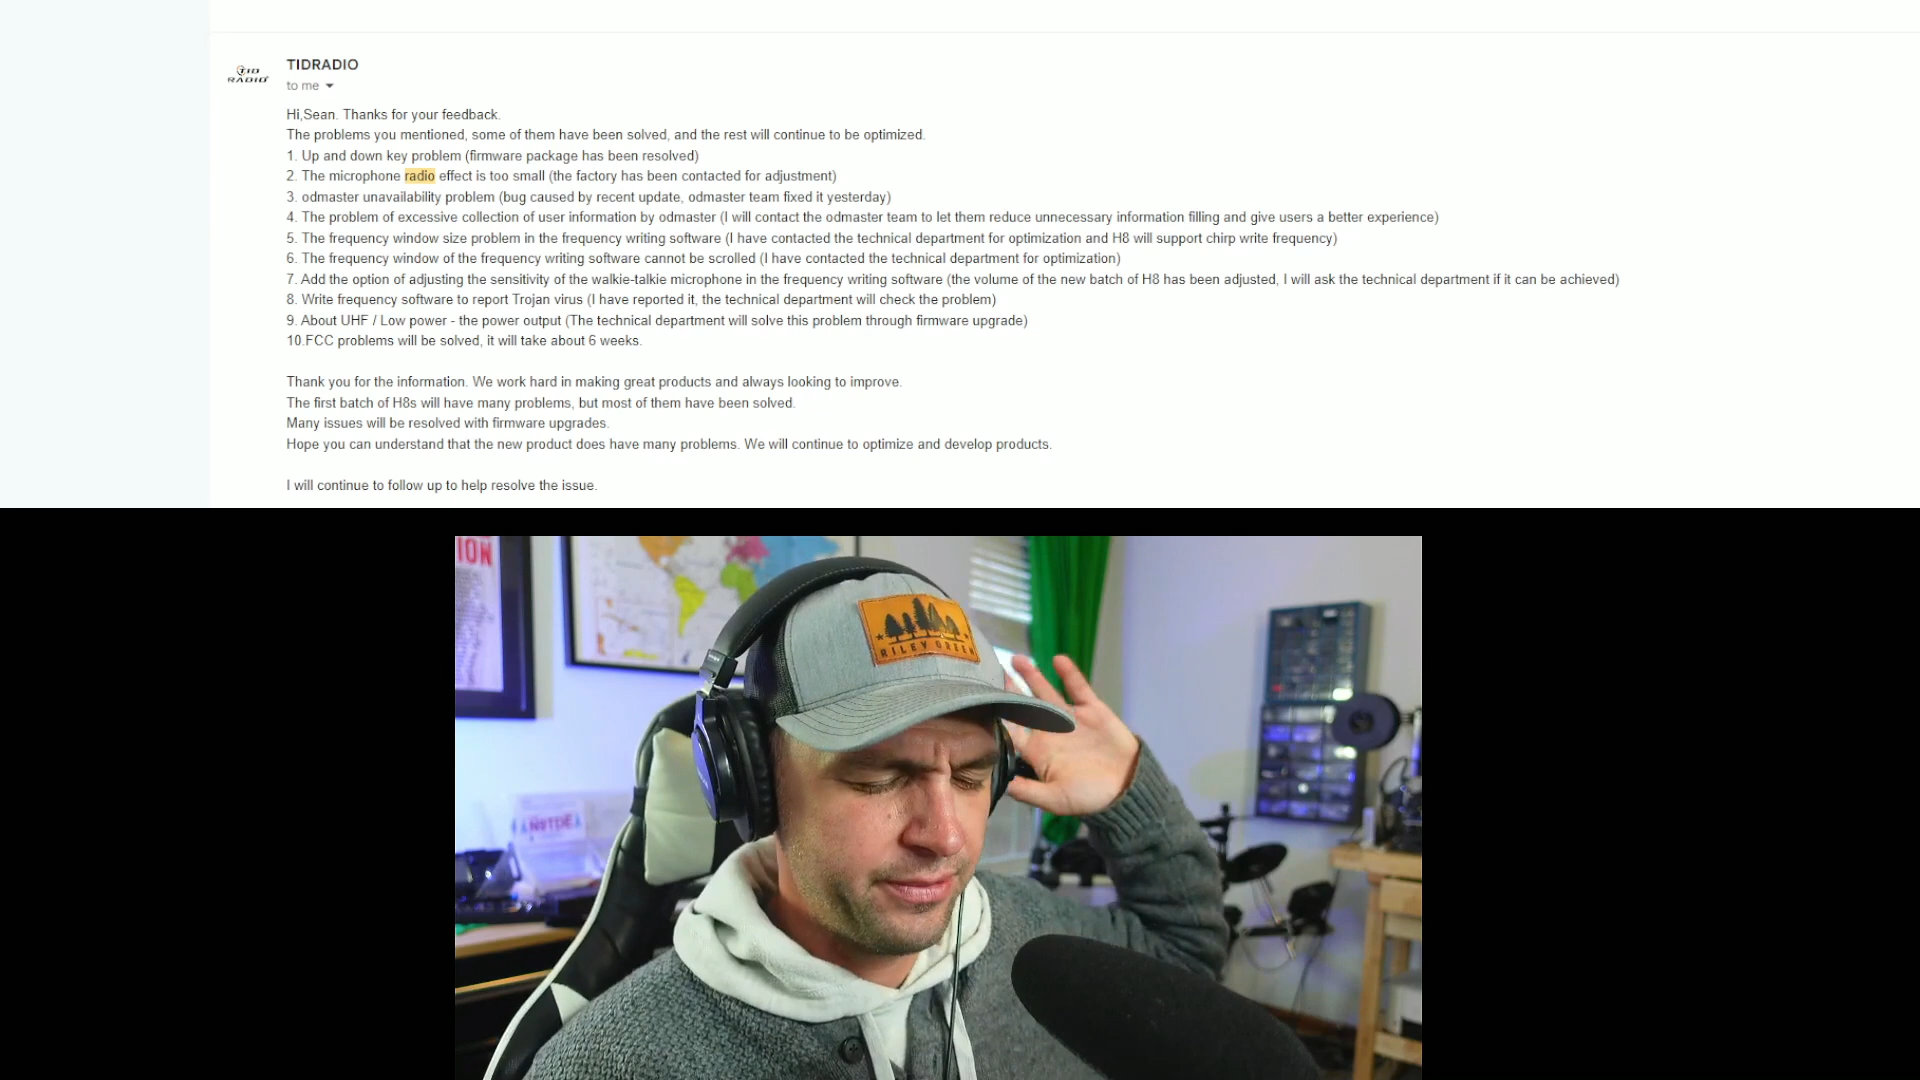 TIDRADIO
TID
RADIO
to me
Hi,Sean. Thanks for your feedback.
The problems you mentioned, some of them have been solved, and the rest will continue to be optimized.
1. Up and down key problem (firmware package has been resolved)
2. The microphone radio effect is too small (the factory has been contacted for adjustment)
3. odmaster unavailability problem (bug caused by recent update, odmaster team fixed it yesterday)
4. The problem of excessive collection of user information by odmaster (I will contact the odmaster team to let them reduce unnecessary information filling and give users a better experience)
5. The frequency window size problem in the frequency writing software (I have contacted the technical department for optimization and H8 will support chirp write frequency)
6. The frequency window of the frequency writing software cannot be scrolled (I have contacted the technical department for optimization)
7. Add the option of adjusting the sensitivity of the walkie-talkie microphone in the frequency writing software (the volume of the new batch of H8 has been adjusted, I will ask the technical department if it can be achieved)
8. Write frequency software to report Trojan virus (I have reported it, the technical department will check the problem)
9. About UHF / Low power - the power output (The technical department will solve this problem through firmware upgrade)
10.FCC problems will be solved, it will take about 6 weeks.
Thank you for the information. We work hard in making great products and always looking to improve.
The first batch of H8s will have many problems, but most of them have been solved.
Many issues will be resolved with firmware upgrades.
Hope you can understand that the new product does have many problems. We will continue to optimize and develop products.
I will continue to follow up to help resolve the issue.
ION
RILEY GREEN